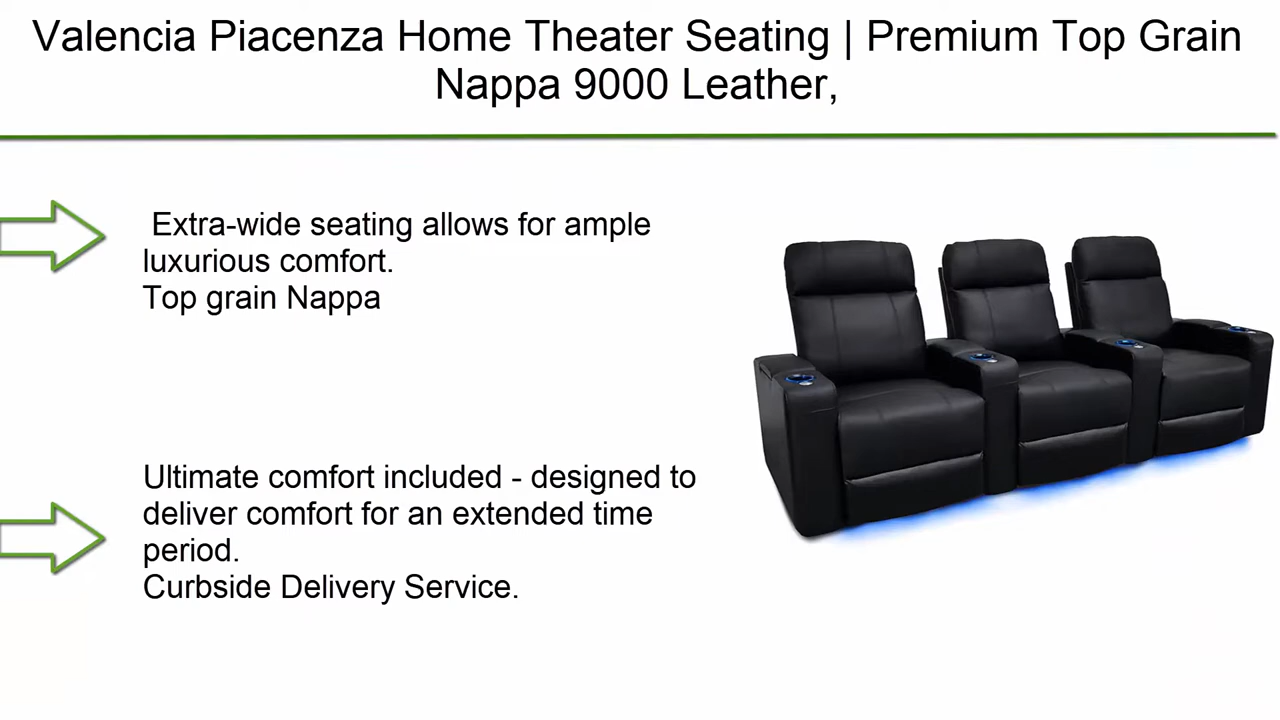 Valencia Piacenza Home Theater Seating | Premium Top Grain
Nappa 9000 Leather,
Extra-wide seating allows for ample
luxurious comfort.
Top grain Nappa
Ultimate comfort included - designed to
deliver comfort for an extended time
period.
Curbside Delivery Service.